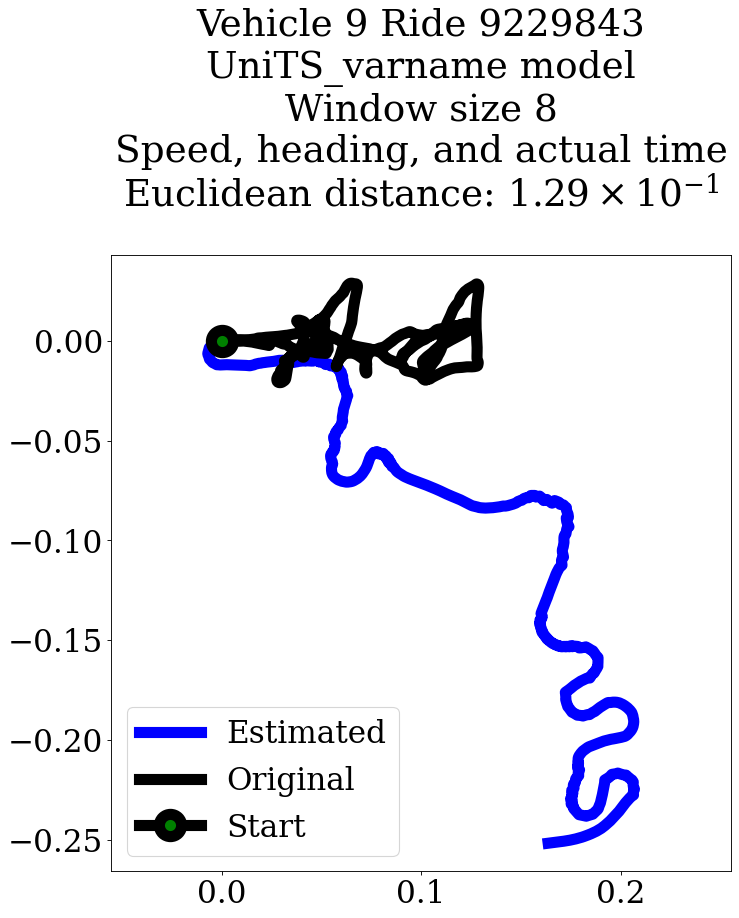 Vehicle 9 Ride 9229843
UniTS_varname model
Window size 8
Speed, heading, and actual time
Euclidean distance: 1.29 × 10⁻¹
0.00
−0.05
−0.10
−0.15
−0.20
−0.25
Estimated
Original
Start
0.0 0.1 0.2